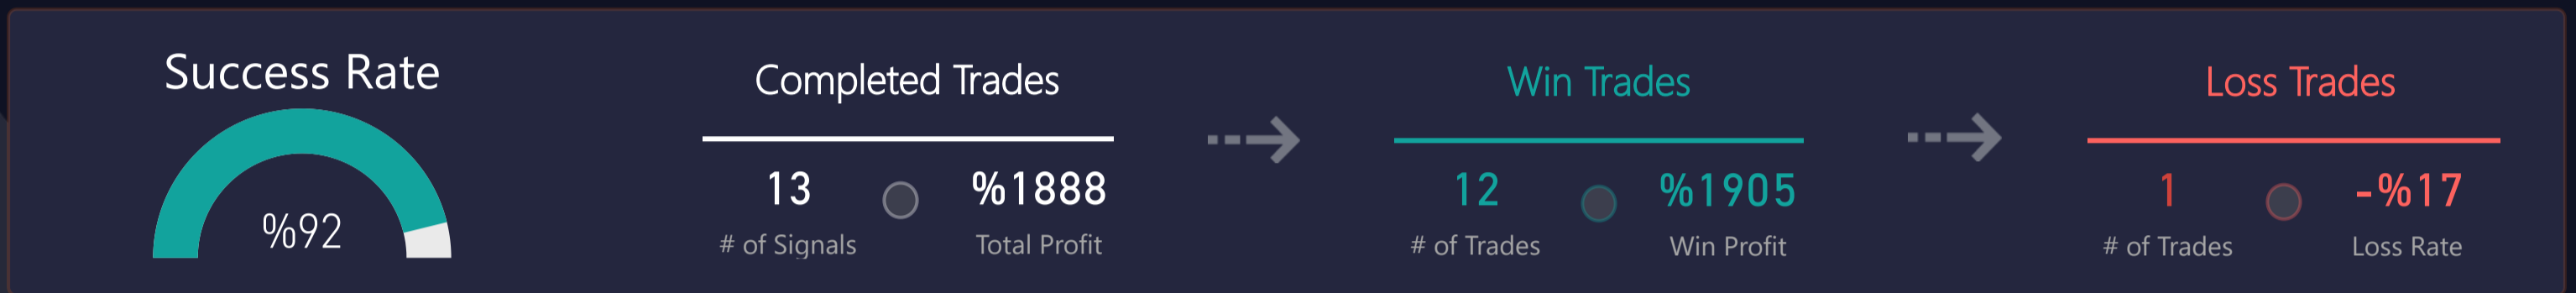 Success Rate
%92
Completed Trades
13
%1888
# of Signals
Total Profit
Win Trades
12
%1905
# of Trades
Win Profit
Loss Trades
1
-%17
# of Trades
Loss Rate